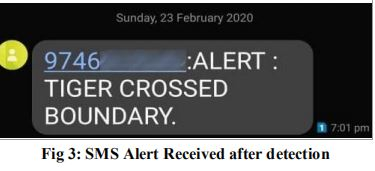 Sunday, 23 February 2020
9746 :ALERT :
TIGER CROSSED
BOUNDARY.
1 7:01 pm
Fig 3: SMS Alert Received after detection